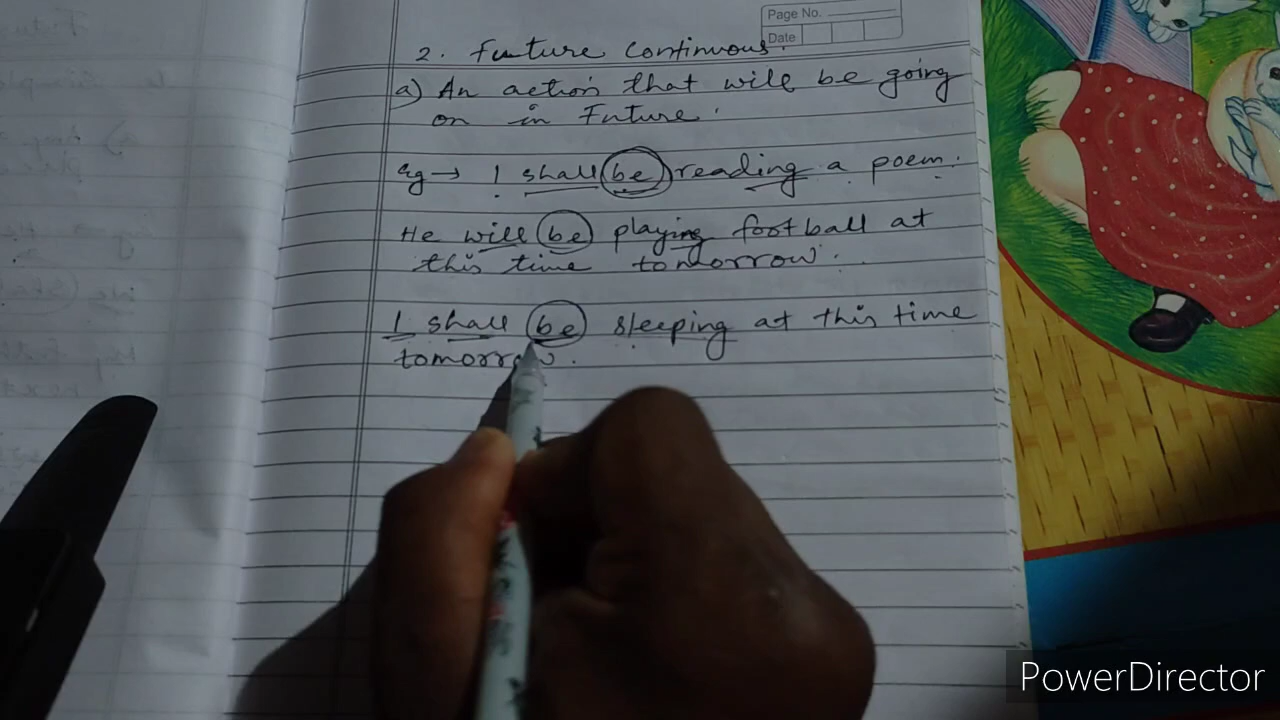 Page No.
Date
2. Future Continuous.
a) An action that will be going
on in Future.
eg → I shall be reading a poem.
He will be playing football at
this time tomorrow.
I shall be sleeping at this time
tomorrow.
PowerDirector